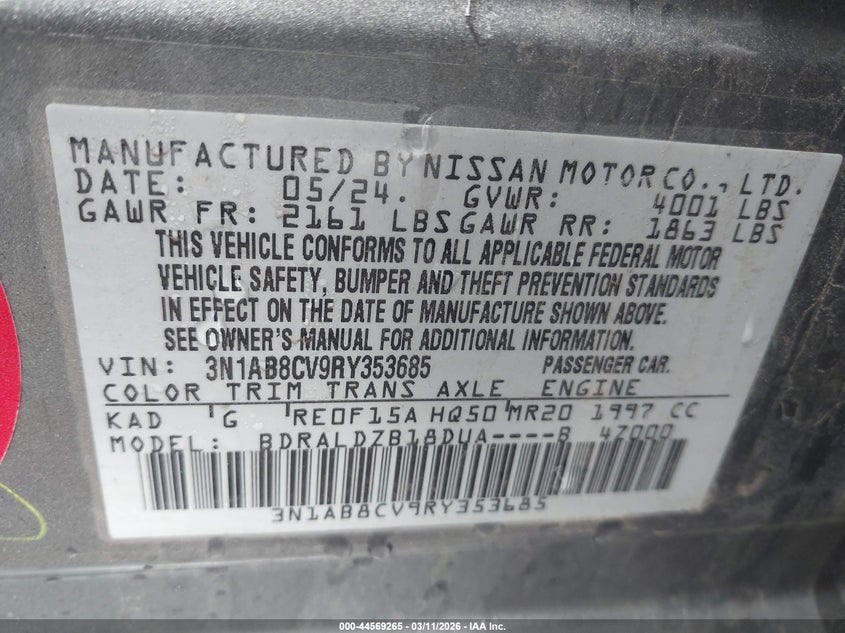 MANUFACTURED BY NISSAN MOTOR CO., LTD.
DATE: 05/24. GVWR: 4001 LBS
GAWR FR: 2161 LBS GAWR RR: 1863 LBS
THIS VEHICLE CONFORMS TO ALL APPLICABLE FEDERAL MOTOR
VEHICLE SAFETY, BUMPER AND THEFT PREVENTION STANDARDS
IN EFFECT ON THE DATE OF MANUFACTURE SHOWN ABOVE.
SEE OWNER'S MANUAL FOR ADDITIONAL INFORMATION.
VIN: 3N1AB8CV9RY353685 PASSENGER CAR.
COLOR TRIM TRANS AXLE ENGINE
KAD 'G 'RE0F15A HQ50'MR20 1997 CC
MODEL: BDRALDZB18DUA----B 4Z000
3N1AB8CV9RY353685
000-44569265 - 03/11/2026 - IAA Inc.